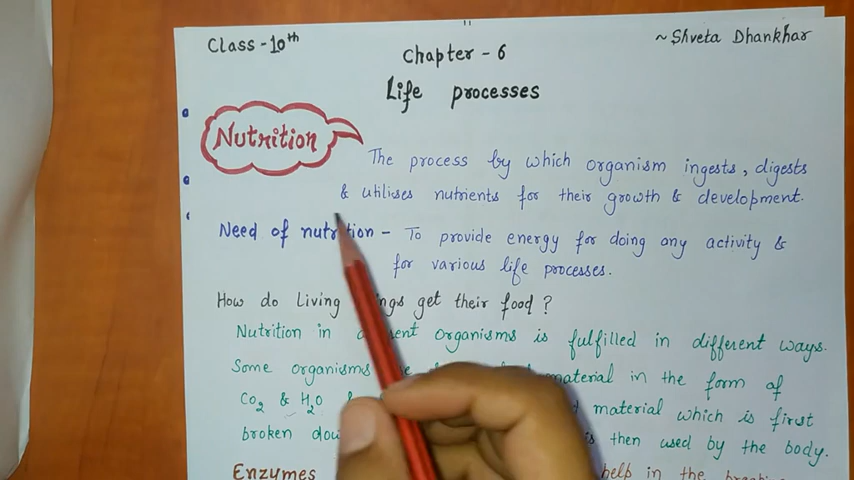 Class - 10th
~ Shveta Dhankhar
Chapter - 6
Life processes
Nutrition
The process by which organism ingests, digests
& utilises nutrients for their growth & development.
Need of nutrition - To provide energy for doing any activity &
for various life processes.
How do Living get their food ?
Nutrition in organisms is fulfilled in different ways.
Some organisms material in the form of
CO2 & H2O material which is first
broken is then used by the body.
Enzymes help in the